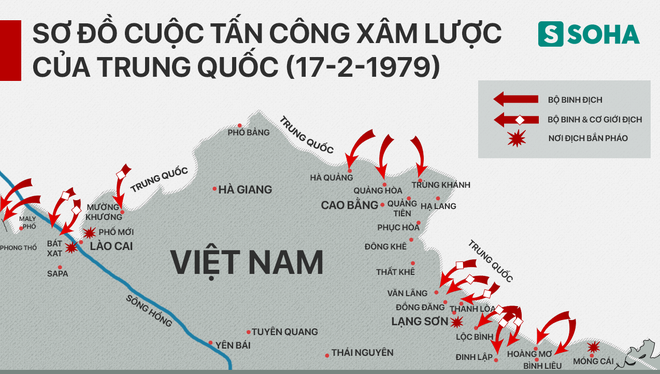 SƠ ĐỒ CUỘC TẤN CÔNG XÂM LƯỢC
CỦA TRUNG QUỐC (17-2-1979)
S SOHA
BỘ BINH ĐỊCH
BỘ BINH & CƠ GIỚI ĐỊCH
NƠI ĐỊCH BẮN PHÁO
PHÓ BẢNG
TRUNG QUỐC
TRUNG QUỐC
HÀ QUẢNG
QUẢNG HÒA
TRÙNG KHÁNH
HÀ GIANG
CAO BẰNG
QUẢNG
TIÊN
HẠ LANG
MƯỜNG
KHƯƠNG
MALY
PHÓ
PHONG THỔ
BÁT
XAT
PHỐ MỚI
LÀO CAI
SAPA
PHỤC HÒA
ĐÔNG KHÊ
TRUNG QUỐC
VIỆT NAM
THẤT KHÊ
SÔNG HỒNG
VĂN LÃNG
ĐỒNG ĐĂNG
THANH LÒA
LẠNG SƠN
LỘC BÌNH
TUYÊN QUANG
YÊN BÁI
THÁI NGUYÊN
ĐINH LẬP
HOÀNG MƠ
BÌNH LIÊU
MÓNG CÁI